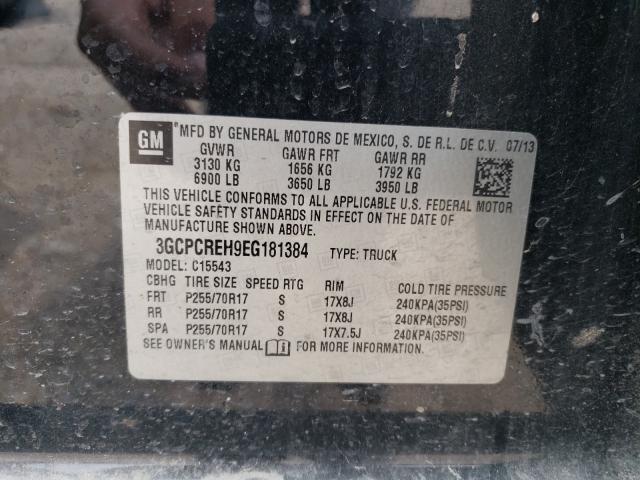 GM
*MFD BY GENERAL MOTORS DE MEXICO, S. DE R.L. DE C.V. 07/13
GVWR GAWR FRT GAWR RR
3130 KG 1656 KG 1792 KG
6900 LB 3650 LB 3950 LB
THIS VEHICLE CONFORMS TO ALL APPLICABLE U.S. FEDERAL MOTOR
VEHICLE SAFETY STANDARDS IN EFFECT ON THE DATE OF
MANUFACTURE SHOWN ABOVE.
3GCPCREH9EG181384 TYPE: TRUCK
MODEL: C15543
CBHG TIRE SIZE SPEED RTG RIM COLD TIRE PRESSURE
FRT P255/70R17 S 17X8J 240KPA(35PSI)
RR P255/70R17 S 17X8J 240KPA(35PSI)
SPA P255/70R17 S 17X7.5J 240KPA(35PSI)
SEE OWNER'S MANUAL FOR MORE INFORMATION.